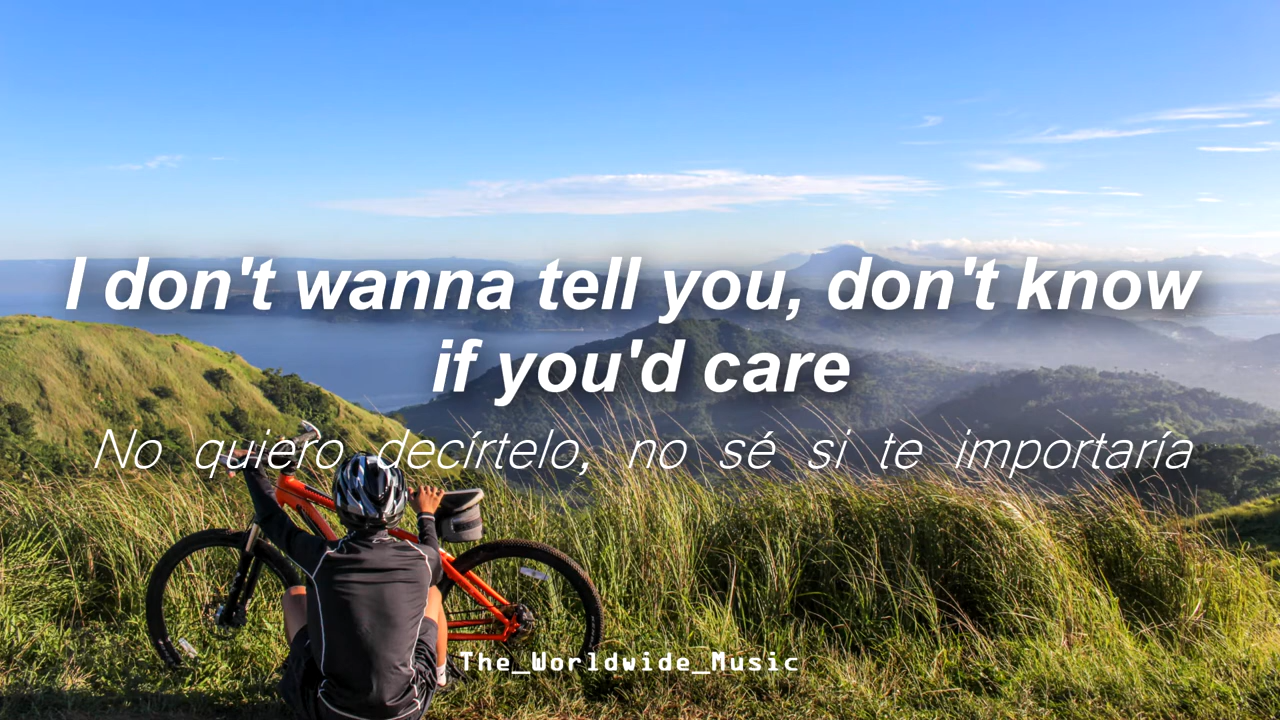 I don't wanna tell you, don't know
if you'd care
No quiero decírtelo, no sé si te importaría
The_Worldwide_Music